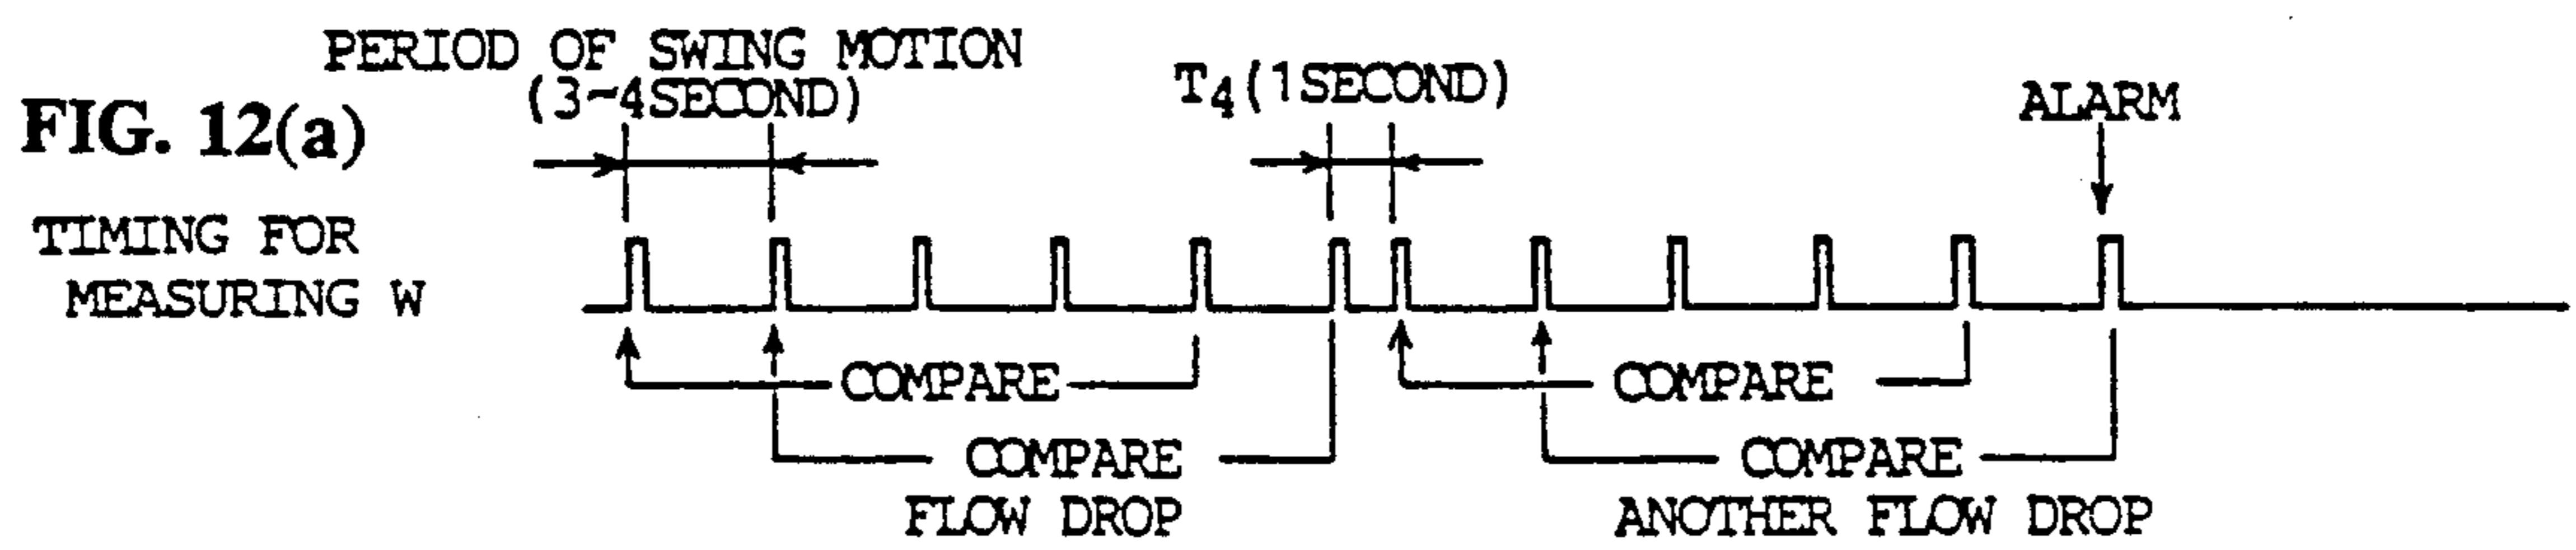 PERIOD OF SWING MOTION
(3~4SECOND)
T4(1SECOND)
ALARM
FIG. 12(a)
TIMING FOR
MEASURING W
COMPARE
COMPARE
COMPARE
FLOW DROP
COMPARE
ANOTHER FLOW DROP